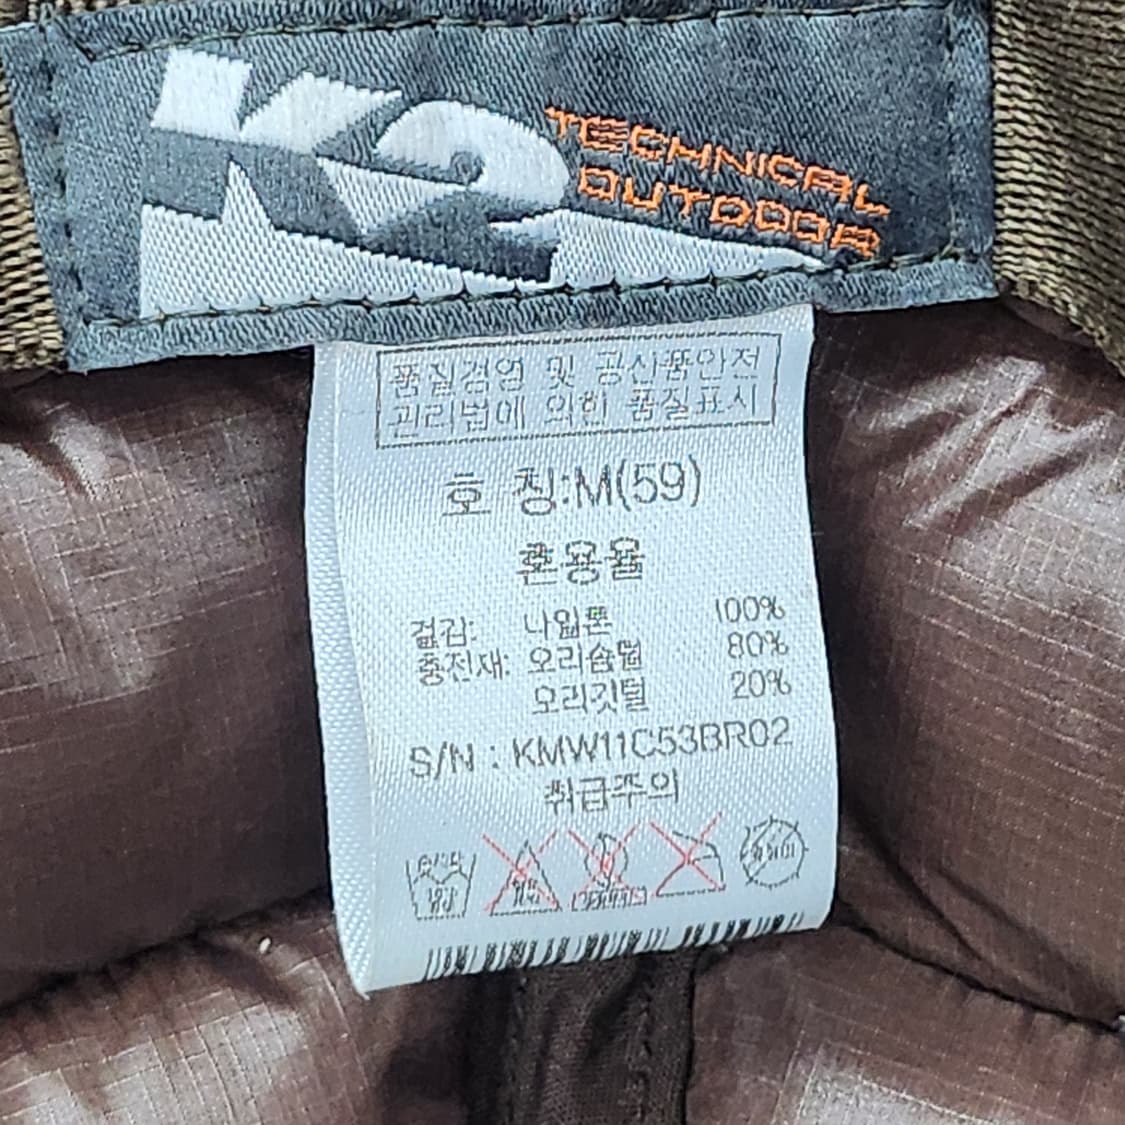 K2
TECHNICAL
OUTDOOR
품질경영 및 공산품안전
관리법에 의한 품질표시
호 칭:M(59)
혼용율
겉감: 나일론 100%
충전재: 오리솜털 80%
오리깃털 20%
S/N : KMW11C53BR02
취급주의